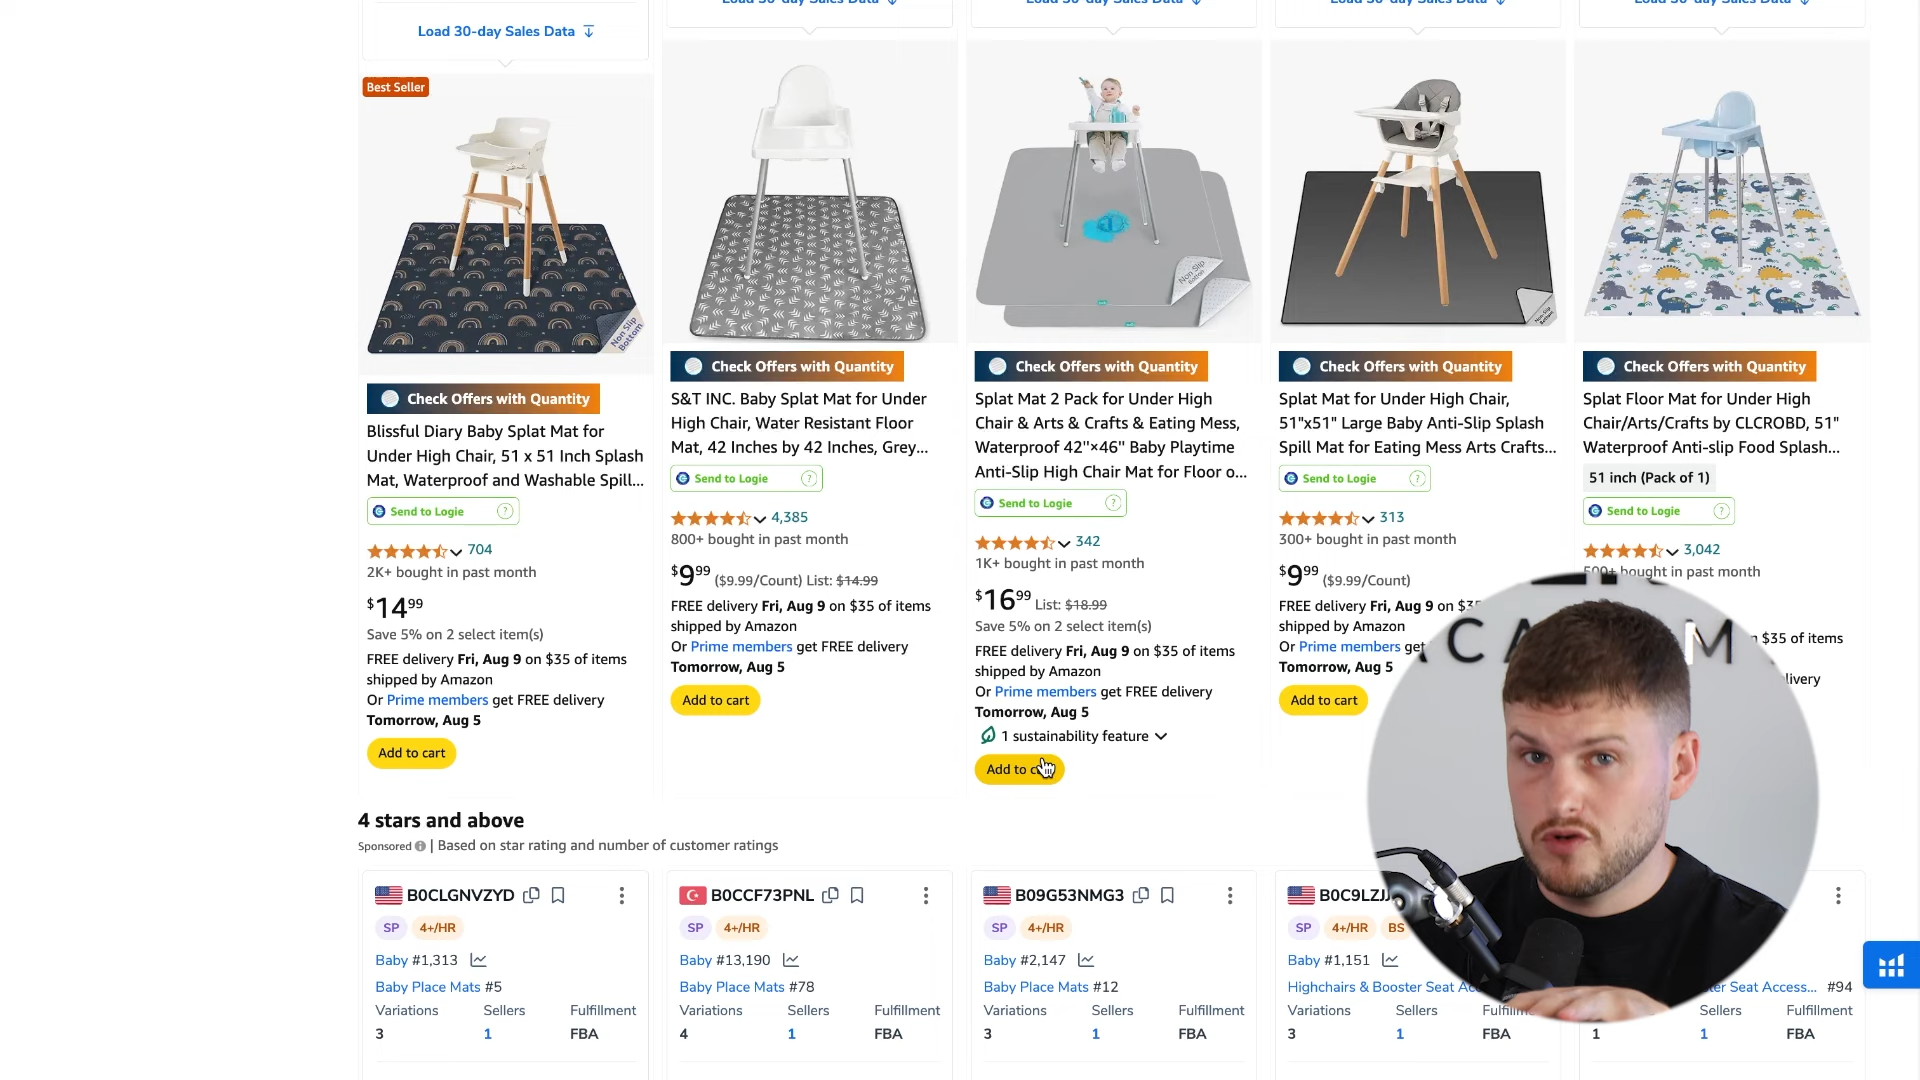 Load 30-day Sales Data
Load 30-day Sales Data
Load 30-day Sales Data
Load 30-day Sales Data
Load 30-day Sales Data
Best Seller
Non Slip
Bottom
Non Slip
Check Offers with Quantity
Blissful Diary Baby Splat Mat for
Under High Chair, 51 x 51 Inch Splash
Mat, Waterproof and Washable Spill...
Send to Logie ?
704
2K+ bought in past month
$14 99
Save 5% on 2 select item(s)
FREE delivery Fri, Aug 9 on $35 of items
shipped by Amazon
Or Prime members get FREE delivery
Tomorrow, Aug 5
Add to cart
Check Offers with Quantity
S&T INC. Baby Splat Mat for Under
High Chair, Water Resistant Floor
Mat, 42 Inches by 42 Inches, Grey...
Send to Logie ?
4,385
800+ bought in past month
$9 99 ($9.99/Count) List: $14.99
FREE delivery Fri, Aug 9 on $35 of items
shipped by Amazon
Or Prime members get FREE delivery
Tomorrow, Aug 5
Add to cart
Check Offers with Quantity
Splat Mat 2 Pack for Under High
Chair & Arts & Crafts & Eating Mess,
Waterproof 42''×46'' Baby Playtime
Anti-Slip High Chair Mat for Floor o...
Send to Logie ?
342
1K+ bought in past month
$16 99 List: $18.99
Save 5% on 2 select item(s)
FREE delivery Fri, Aug 9 on $35 of items
shipped by Amazon
Or Prime members get FREE delivery
Tomorrow, Aug 5
1 sustainability feature
Add to c
Check Offers with Quantity
Splat Mat for Under High Chair,
51"x51" Large Baby Anti-Slip Splash
Spill Mat for Eating Mess Arts Crafts...
Send to Logie ?
313
300+ bought in past month
$9 99 ($9.99/Count)
FREE delivery Fri, Aug 9 on $35
shipped by Amazon
Or Prime members get
Tomorrow, Aug 5
Add to cart
Check Offers with Quantity
Splat Floor Mat for Under High
Chair/Arts/Crafts by CLCROBD, 51"
Waterproof Anti-slip Food Splash...
51 inch (Pack of 1)
Send to Logie ?
3,042
500+ bought in past month
$35 of items
livery
CA M
4 stars and above
Sponsored | Based on star rating and number of customer ratings
B0CLGNVZYD
SP 4+/HR
Baby #1,313
Baby Place Mats #5
Variations Sellers Fulfillment
3 1 FBA
B0CCF73PNL
SP 4+/HR
Baby #13,190
Baby Place Mats #78
Variations Sellers Fulfillment
4 1 FBA
B09G53NMG3
SP 4+/HR
Baby #2,147
Baby Place Mats #12
Variations Sellers Fulfillment
3 1 FBA
B0C9LZJ
SP 4+/HR BS
Baby #1,151
Highchairs & Booster Seat Ac
Variations Sellers Fulfillm
3 1 FBA
ter Seat Access... #94
Sellers Fulfillment
1 1 FBA